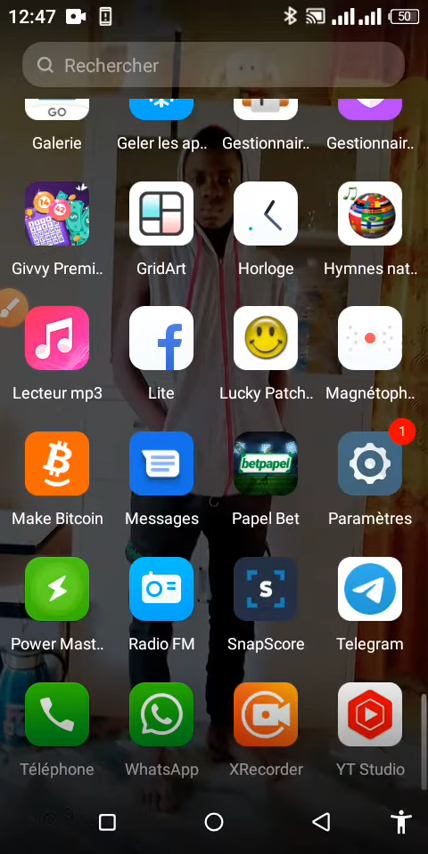 12:47
50
Rechercher
GO
Galerie
Geler les ap..
Gestionnair..
Gestionnair..
Givvy Premi..
GridArt
Horloge
Hymnes nat..
Lecteur mp3
Lite
Lucky Patch..
Magnétoph..
betpapel
1
Make Bitcoin
Messages
Papel Bet
Paramètres
S
Power Mast..
Radio FM
SnapScore
Telegram
Téléphone
WhatsApp
XRecorder
YT Studio